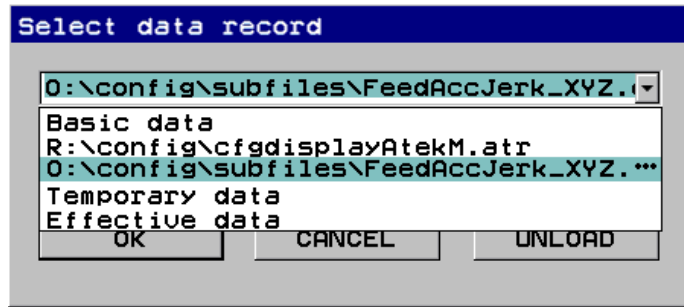 Select data record
O:\config\subfiles\FeedAccJerk_XYZ.
Basic data
R:\config\cfgdisplayAtekM.atr
O:\config\subfiles\FeedAccJerk_XYZ. …
Temporary data
Effective data
OK CANCEL UNLOAD